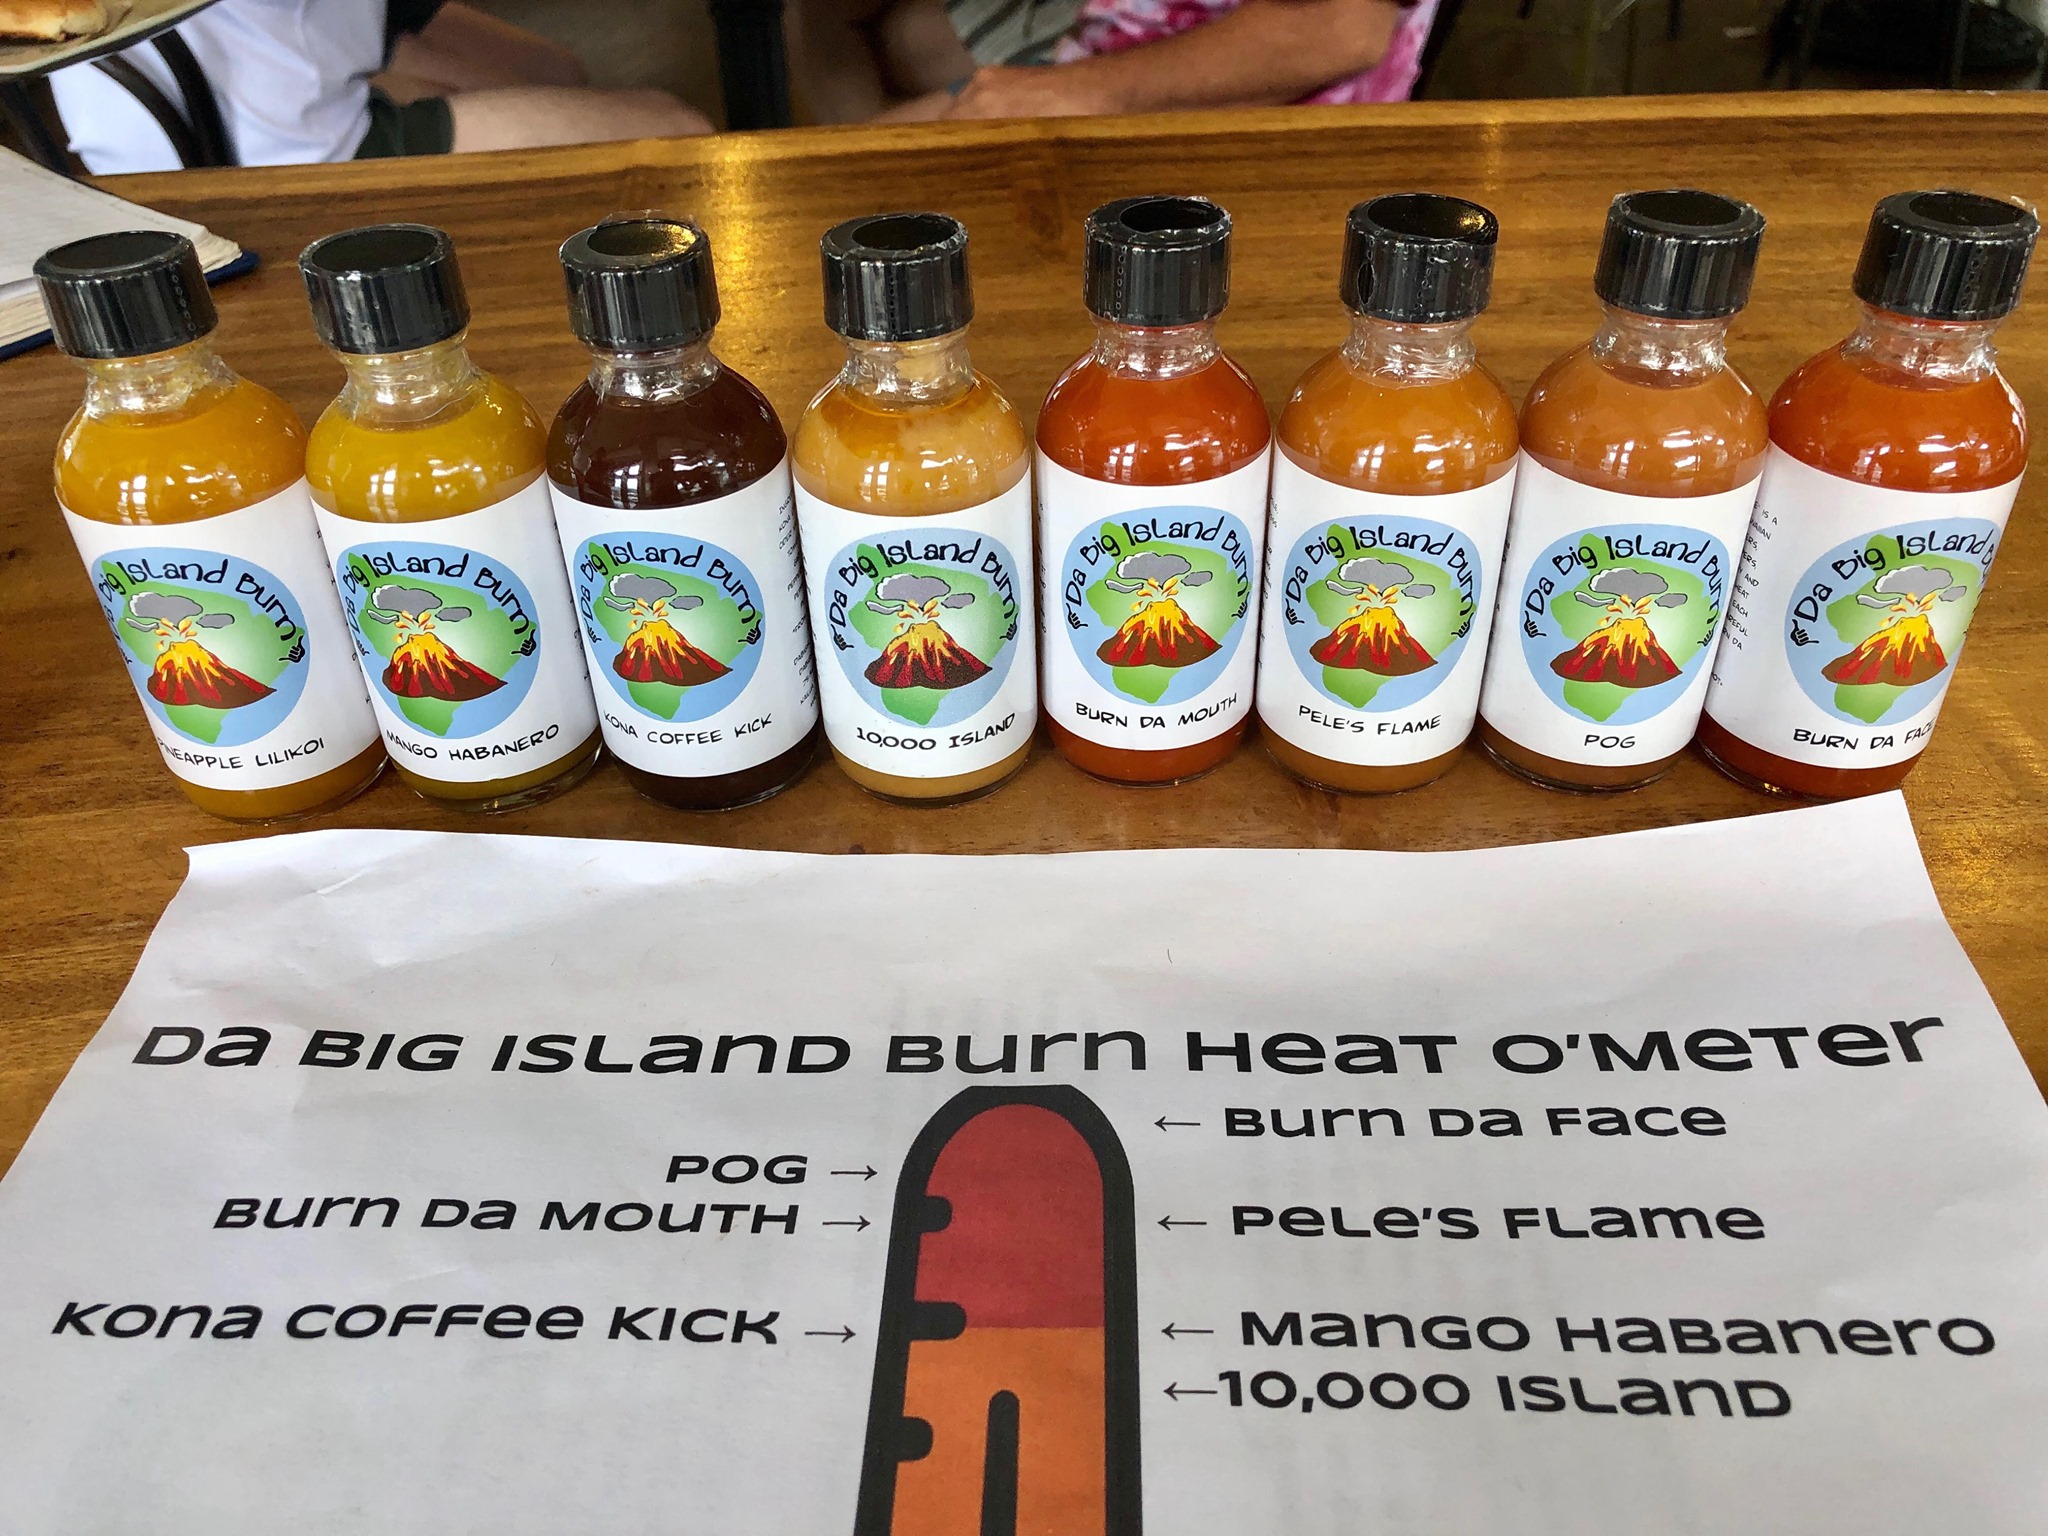 Big Island Burn
PINEAPPLE LILIKOI
Da Big Island Burn
MANGO HABANERO
Da Big Island Burn
KONA COFFEE KICK
Da Big Island Burn
10,000 ISLAND
Da Big Island Burn
BURN DA MOUTH
Da Big Island Burn
PELE'S FLAME
Da Big Island Burn
POG
Da Big Island Burn
BURN DA FACE
Da Big Island Burn Heat O'Meter
← Burn Da Face
POG →
Burn Da Mouth →
← Pele's Flame
Kona Coffee Kick →
← Mango Habanero
←10,000 Island